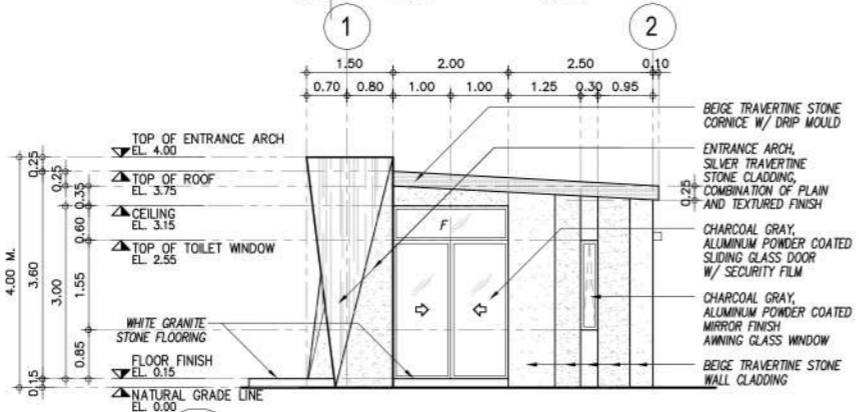 1
2
1.50
2.00
2.50
0.10
0.70
0.80
1.00
1.00
1.25
0.30
0.95
TOP OF ENTRANCE ARCH
EL. 4.00
TOP OF ROOF
EL. 3.75
CEILING
EL. 3.15
TOP OF TOILET WINDOW
EL. 2.55
WHITE GRANITE
STONE FLOORING
FLOOR FINISH
EL. 0.15
NATURAL GRADE LINE
EL. 0.00
4.00 M.
0.25
3.60
0.15
0.25
3.00
0.35
0.60
1.55
0.85
F
0.25
BEIGE TRAVERTINE STONE
CORNICE W/ DRIP MOULD
ENTRANCE ARCH,
SILVER TRAVERTINE
STONE CLADDING,
COMBINATION OF PLAIN
AND TEXTURED FINISH
CHARCOAL GRAY,
ALUMINUM POWDER COATED
SLIDING GLASS DOOR
W/ SECURITY FILM
CHARCOAL GRAY,
ALUMINUM POWDER COATED
MIRROR FINISH
AWNING GLASS WINDOW
BEIGE TRAVERTINE STONE
WALL CLADDING